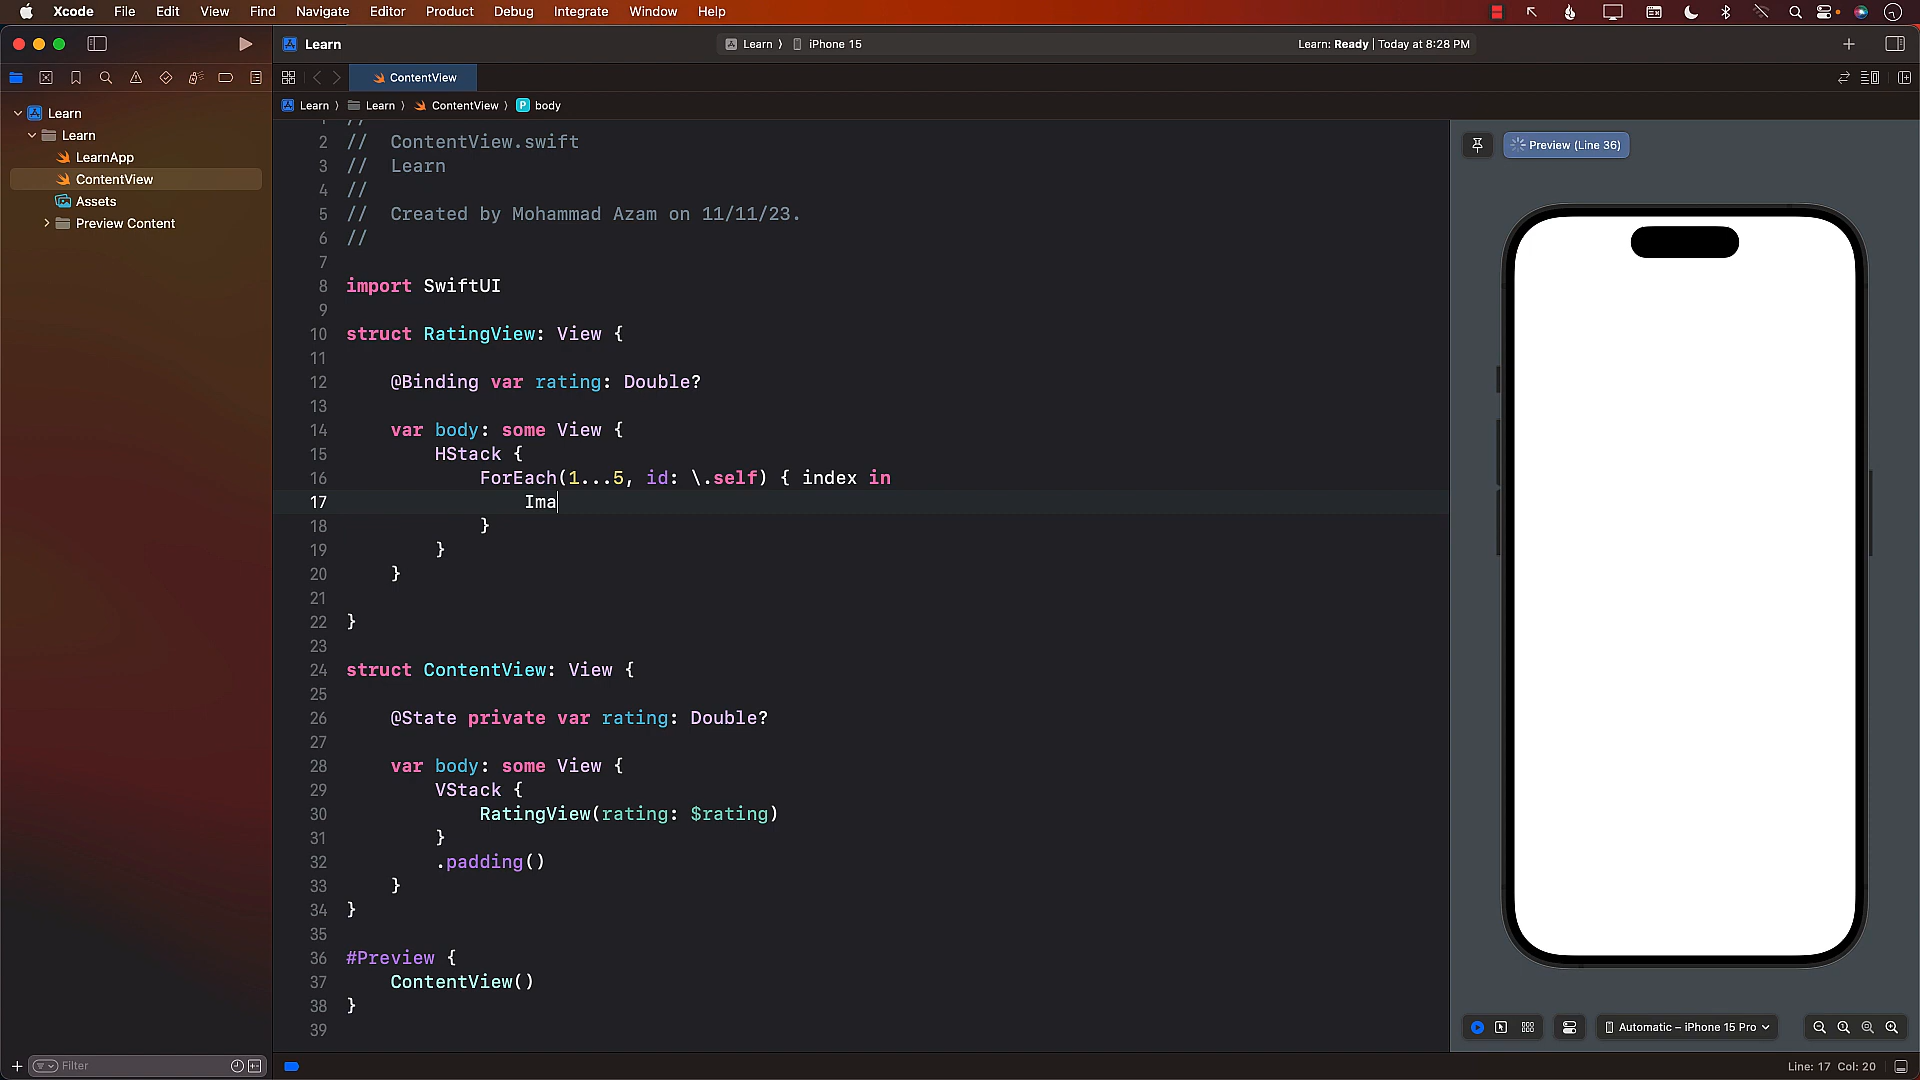 Xcode File Edit View Find Navigate Editor Product Debug Integrate Window Help
Learn
Learn ⟩ iPhone 15
Learn: Ready | Today at 8:28 PM
ContentView
Learn ⟩ Learn ⟩ ContentView ⟩ P body
Learn
Learn
LearnApp
ContentView
Assets
Preview Content
1 //
2 //  ContentView.swift
3 //  Learn
4 //
5 //  Created by Mohammad Azam on 11/11/23.
6 //
7
8 import SwiftUI
9
10 struct RatingView: View {
11
12     @Binding var rating: Double?
13
14     var body: some View {
15         HStack {
16             ForEach(1...5, id: \.self) { index in
17                 Ima
18             }
19         }
20     }
21
22 }
23
24 struct ContentView: View {
25
26     @State private var rating: Double?
27
28     var body: some View {
29         VStack {
30             RatingView(rating: $rating)
31         }
32         .padding()
33     }
34 }
35
36 #Preview {
37     ContentView()
38 }
39
Preview (Line 36)
Automatic – iPhone 15 Pro
Filter
Line: 17 Col: 20